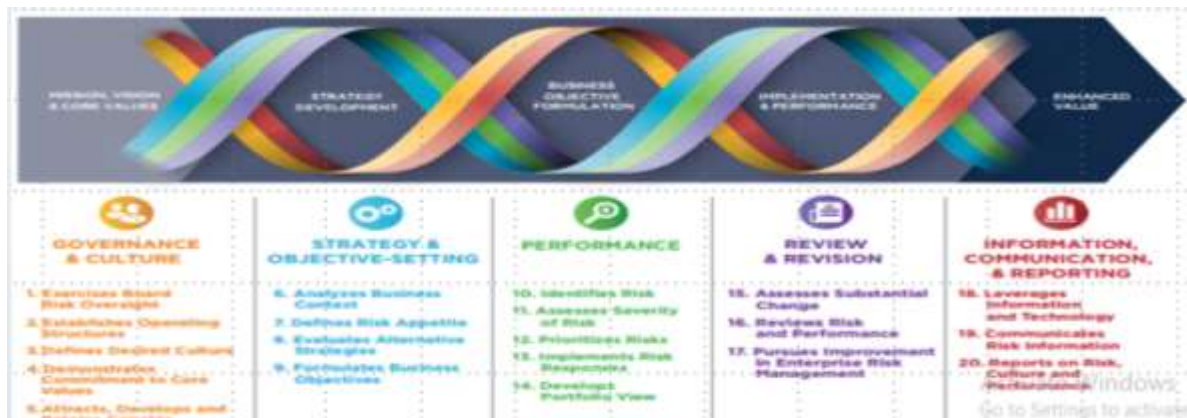 MISSION, VISION
& CORE VALUES
STRATEGY
DEVELOPMENT
BUSINESS
OBJECTIVE
FORMULATION
IMPLEMENTATION
& PERFORMANCE
ENHANCED
VALUE
GOVERNANCE
& CULTURE
1. Exercises Board
Risk Oversight
2. Establishes Operating
Structures
3. Defines Desired Culture
4. Demonstrates
Commitment to Core
Values
5. Attracts, Develops and
STRATEGY &
OBJECTIVE-SETTING
6. Analyzes Business
Context
7. Defines Risk Appetite
8. Evaluates Alternative
Strategies
9. Formulates Business
Objectives
PERFORMANCE
10. Identifies Risk
11. Assesses Severity
of Risk
12. Prioritizes Risks
13. Implements Risk
Responses
14. Develops
Portfolio View
REVIEW
& REVISION
15. Assesses Substantial
Change
16. Reviews Risk
and Performance
17. Pursues Improvement
in Enterprise Risk
Management
INFORMATION,
COMMUNICATION,
& REPORTING
18. Leverages
Information
and Technology
19. Communicates
Risk Information
20. Reports on Risk,
Culture and
Performance
Windows
Go to Settings to activate